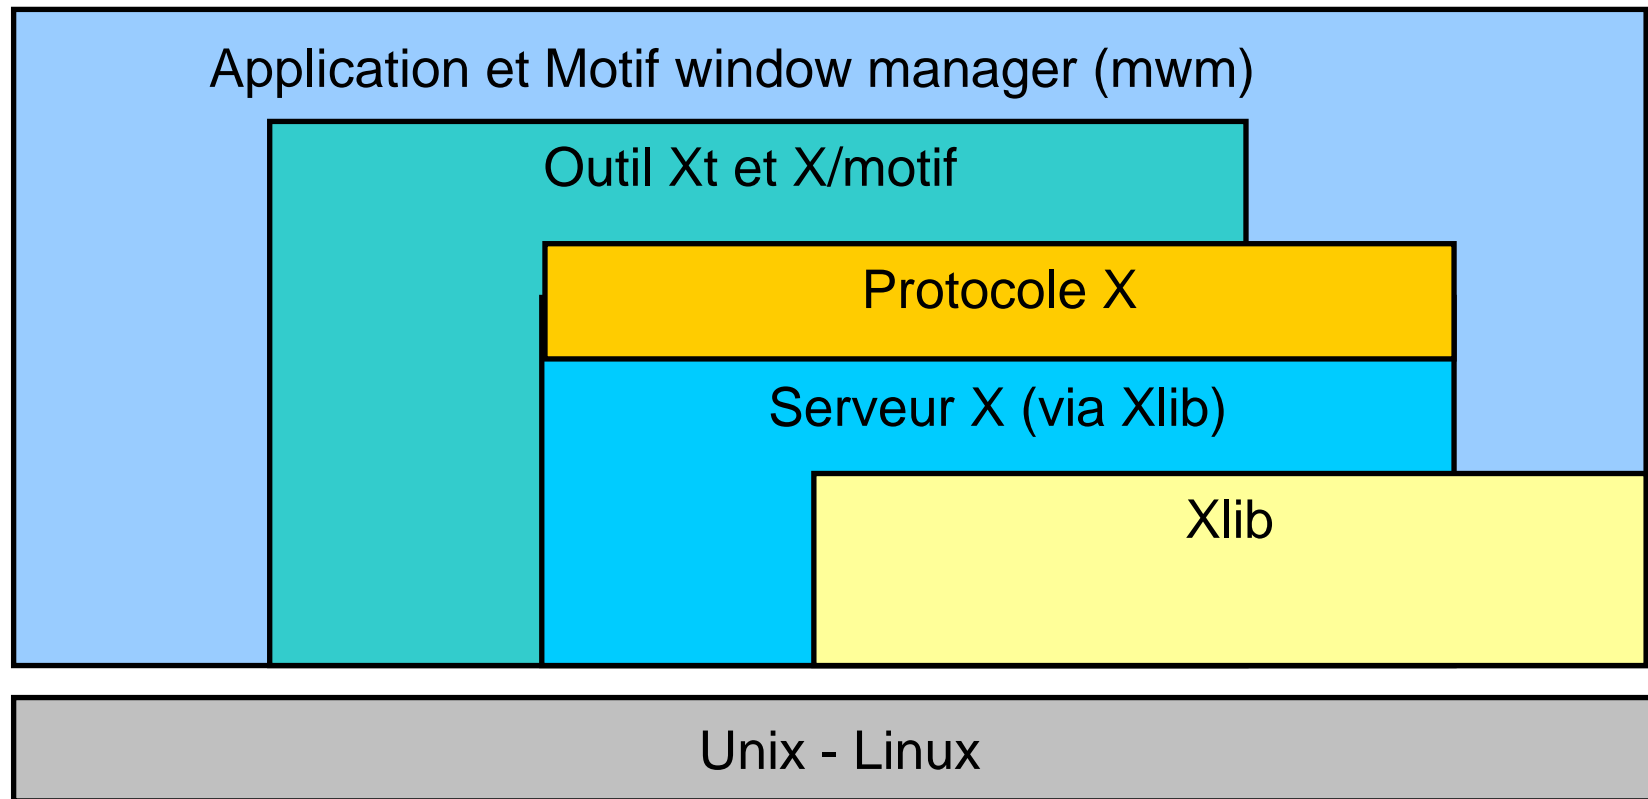 Application et Motif window manager (mwm)
Outil Xt et X/motif
Protocole X
Serveur X (via Xlib)
Xlib
Unix - Linux